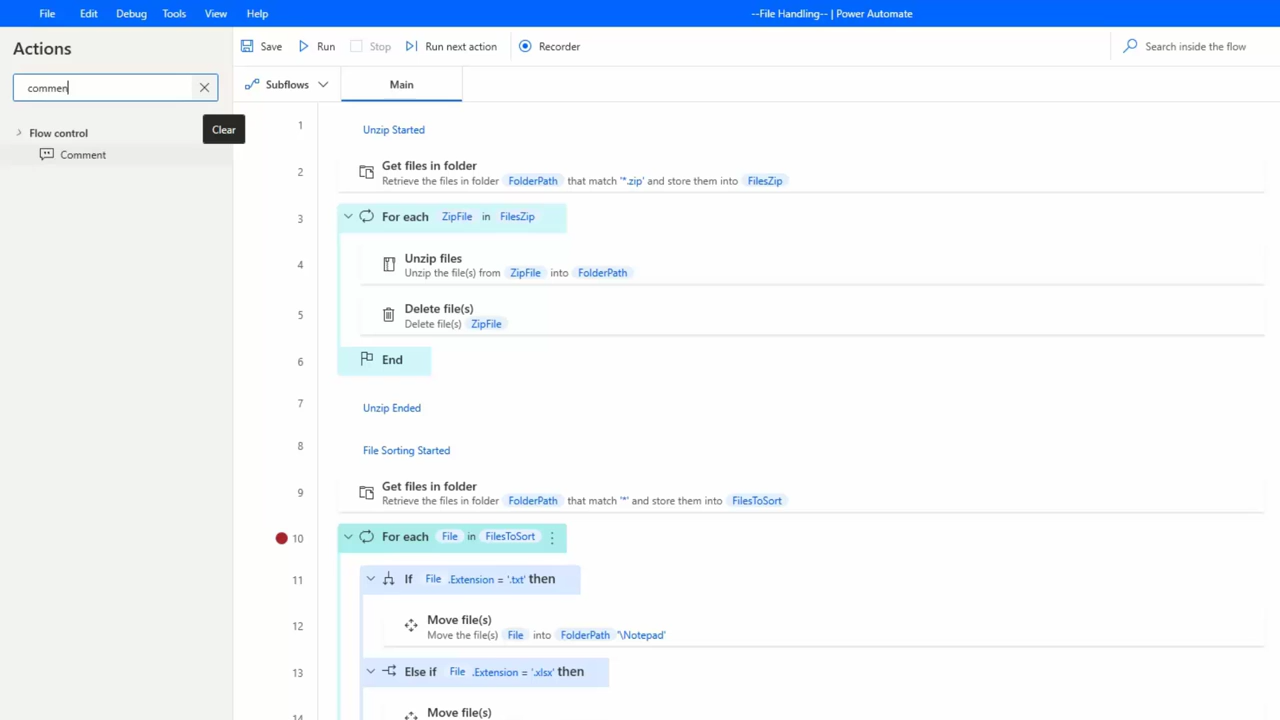 File Edit Debug Tools View Help --File Handling-- | Power Automate
Actions
Save Run Stop Run next action Recorder Search inside the flow
commen
Subflows Main
Clear
Flow control
Comment
1 Unzip Started
2 Get files in folder
Retrieve the files in folder FolderPath that match '*.zip' and store them into FilesZip
3 For each ZipFile in FilesZip
4 Unzip files
Unzip the file(s) from ZipFile into FolderPath
5 Delete file(s)
Delete file(s) ZipFile
6 End
7 Unzip Ended
8 File Sorting Started
9 Get files in folder
Retrieve the files in folder FolderPath that match '*' and store them into FilesToSort
10 For each File in FilesToSort
11 If File .Extension = '.txt' then
12 Move file(s)
Move the file(s) File into FolderPath '\Notepad'
13 Else if File .Extension = '.xlsx' then
14 Move file(s)